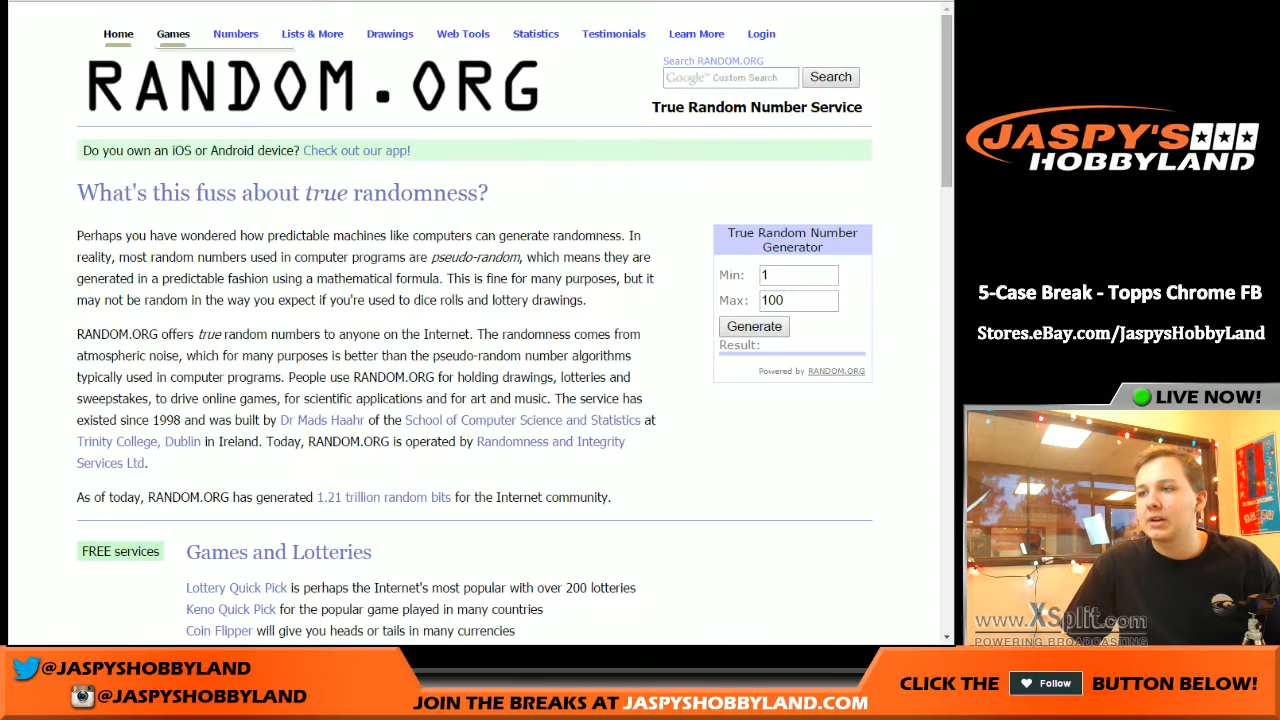 Home Games Numbers Lists & More Drawings Web Tools Statistics Testimonials Learn More Login
RANDOM.ORG
Search RANDOM.ORG
Google™ Custom Search Search
True Random Number Service
Do you own an iOS or Android device? Check out our app!
What's this fuss about true randomness?
Perhaps you have wondered how predictable machines like computers can generate randomness. In
reality, most random numbers used in computer programs are pseudo-random, which means they are
generated in a predictable fashion using a mathematical formula. This is fine for many purposes, but it
may not be random in the way you expect if you're used to dice rolls and lottery drawings.
RANDOM.ORG offers true random numbers to anyone on the Internet. The randomness comes from
atmospheric noise, which for many purposes is better than the pseudo-random number algorithms
typically used in computer programs. People use RANDOM.ORG for holding drawings, lotteries and
sweepstakes, to drive online games, for scientific applications and for art and music. The service has
existed since 1998 and was built by Dr Mads Haahr of the School of Computer Science and Statistics at
Trinity College, Dublin in Ireland. Today, RANDOM.ORG is operated by Randomness and Integrity
Services Ltd.
As of today, RANDOM.ORG has generated 1.21 trillion random bits for the Internet community.
True Random Number
Generator
Min: 1
Max: 100
Generate
Result:
Powered by RANDOM.ORG
FREE services
Games and Lotteries
Lottery Quick Pick is perhaps the Internet's most popular with over 200 lotteries
Keno Quick Pick for the popular game played in many countries
Coin Flipper will give you heads or tails in many currencies
JASPY'S
HOBBYLAND
5-Case Break - Topps Chrome FB
Stores.eBay.com/JaspysHobbyLand
LIVE NOW!
www.XSplit.com
POWERING BROADCASTING
@JASPYSHOBBYLAND
@JASPYSHOBBYLAND
JOIN THE BREAKS AT JASPYSHOBBYLAND.COM
CLICK THE Follow BUTTON BELOW!